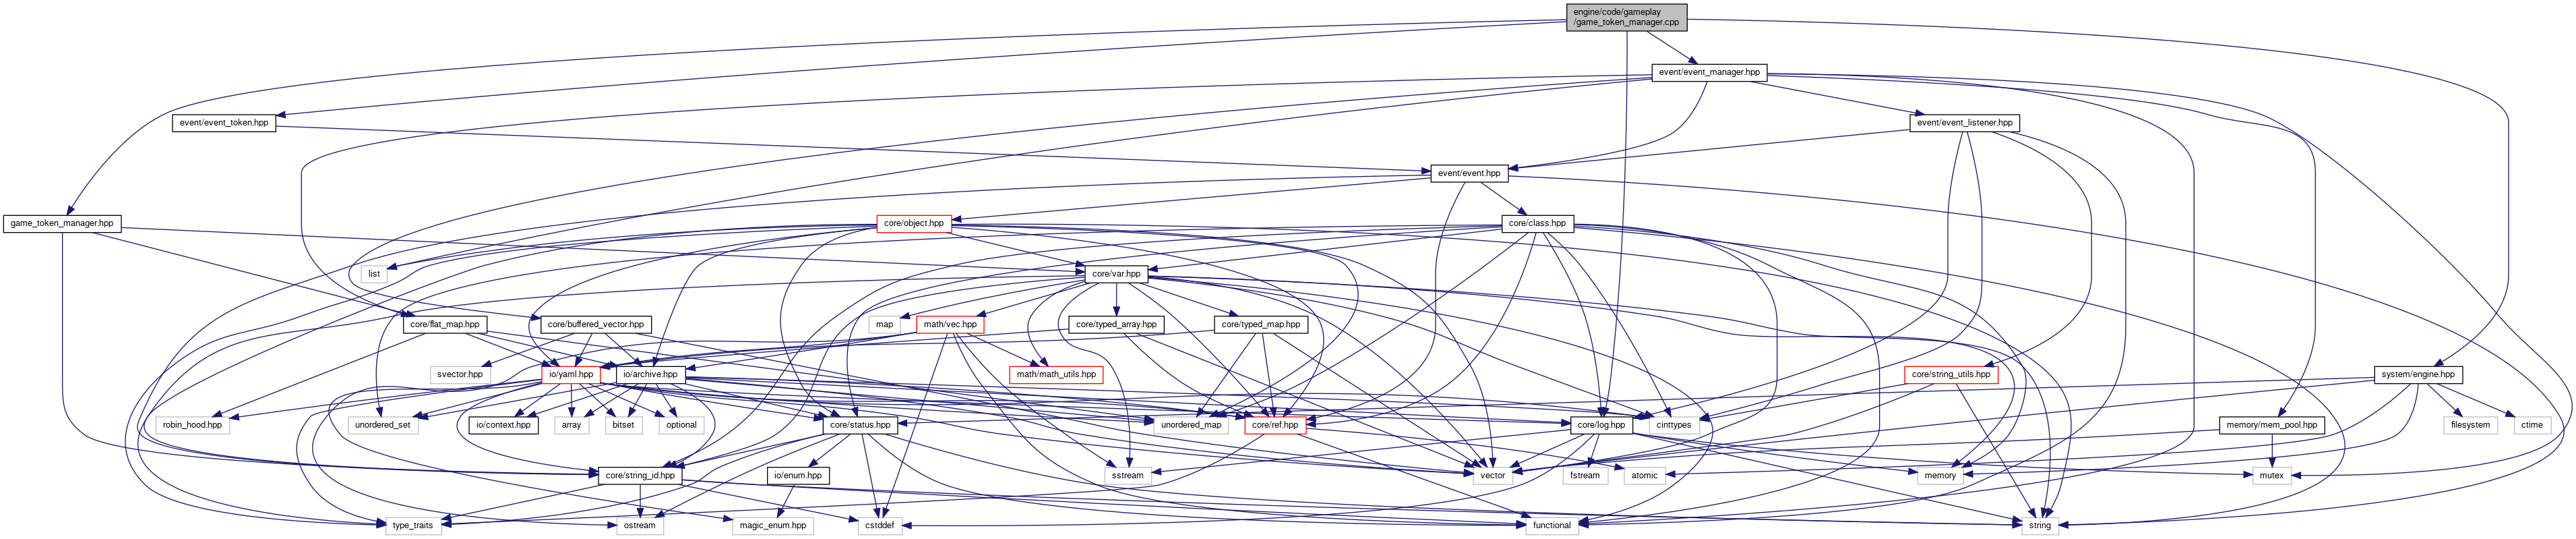 engine/code/gameplay
/game_token_manager.cpp
event/event_manager.hpp
event/event_token.hpp
event/event_listener.hpp
event/event.hpp
game_token_manager.hpp
core/object.hpp
core/class.hpp
list
core/var.hpp
core/flat_map.hpp
core/buffered_vector.hpp
map
math/vec.hpp
core/typed_array.hpp
core/typed_map.hpp
svector.hpp
io/yaml.hpp
io/archive.hpp
math/math_utils.hpp
core/string_utils.hpp
system/engine.hpp
robin_hood.hpp
unordered_set
io/context.hpp
array
bitset
optional
core/status.hpp
unordered_map
core/ref.hpp
core/log.hpp
cinttypes
memory/mem_pool.hpp
filesystem
ctime
core/string_id.hpp
io/enum.hpp
sstream
vector
fstream
atomic
memory
mutex
type_traits
ostream
magic_enum.hpp
cstddef
functional
string